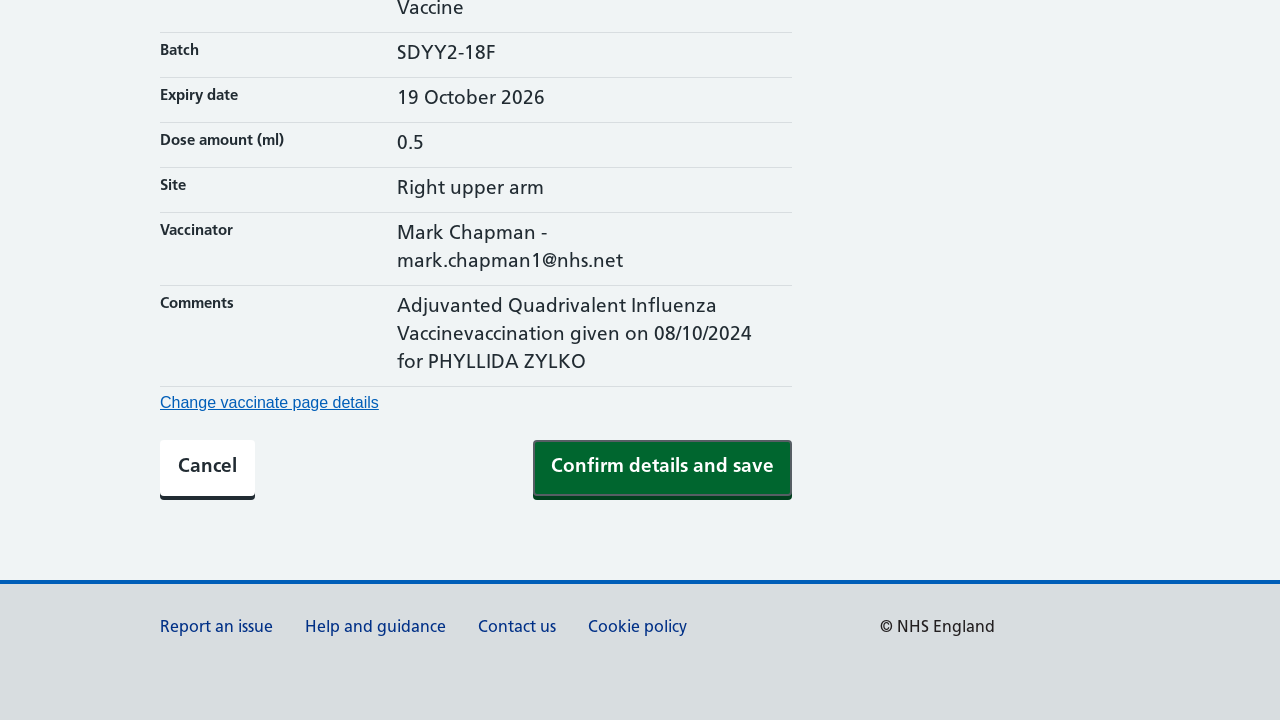 Vaccine
Batch
SDYY2-18F
Expiry date
19 October 2026
Dose amount (ml)
0.5
Site
Right upper arm
Vaccinator
Mark Chapman -
mark.chapman1@nhs.net
Comments
Adjuvanted Quadrivalent Influenza
Vaccinevaccination given on 08/10/2024
for PHYLLIDA ZYLKO
Change vaccinate page details
Cancel
Confirm details and save
Report an issue
Help and guidance
Contact us
Cookie policy
© NHS England